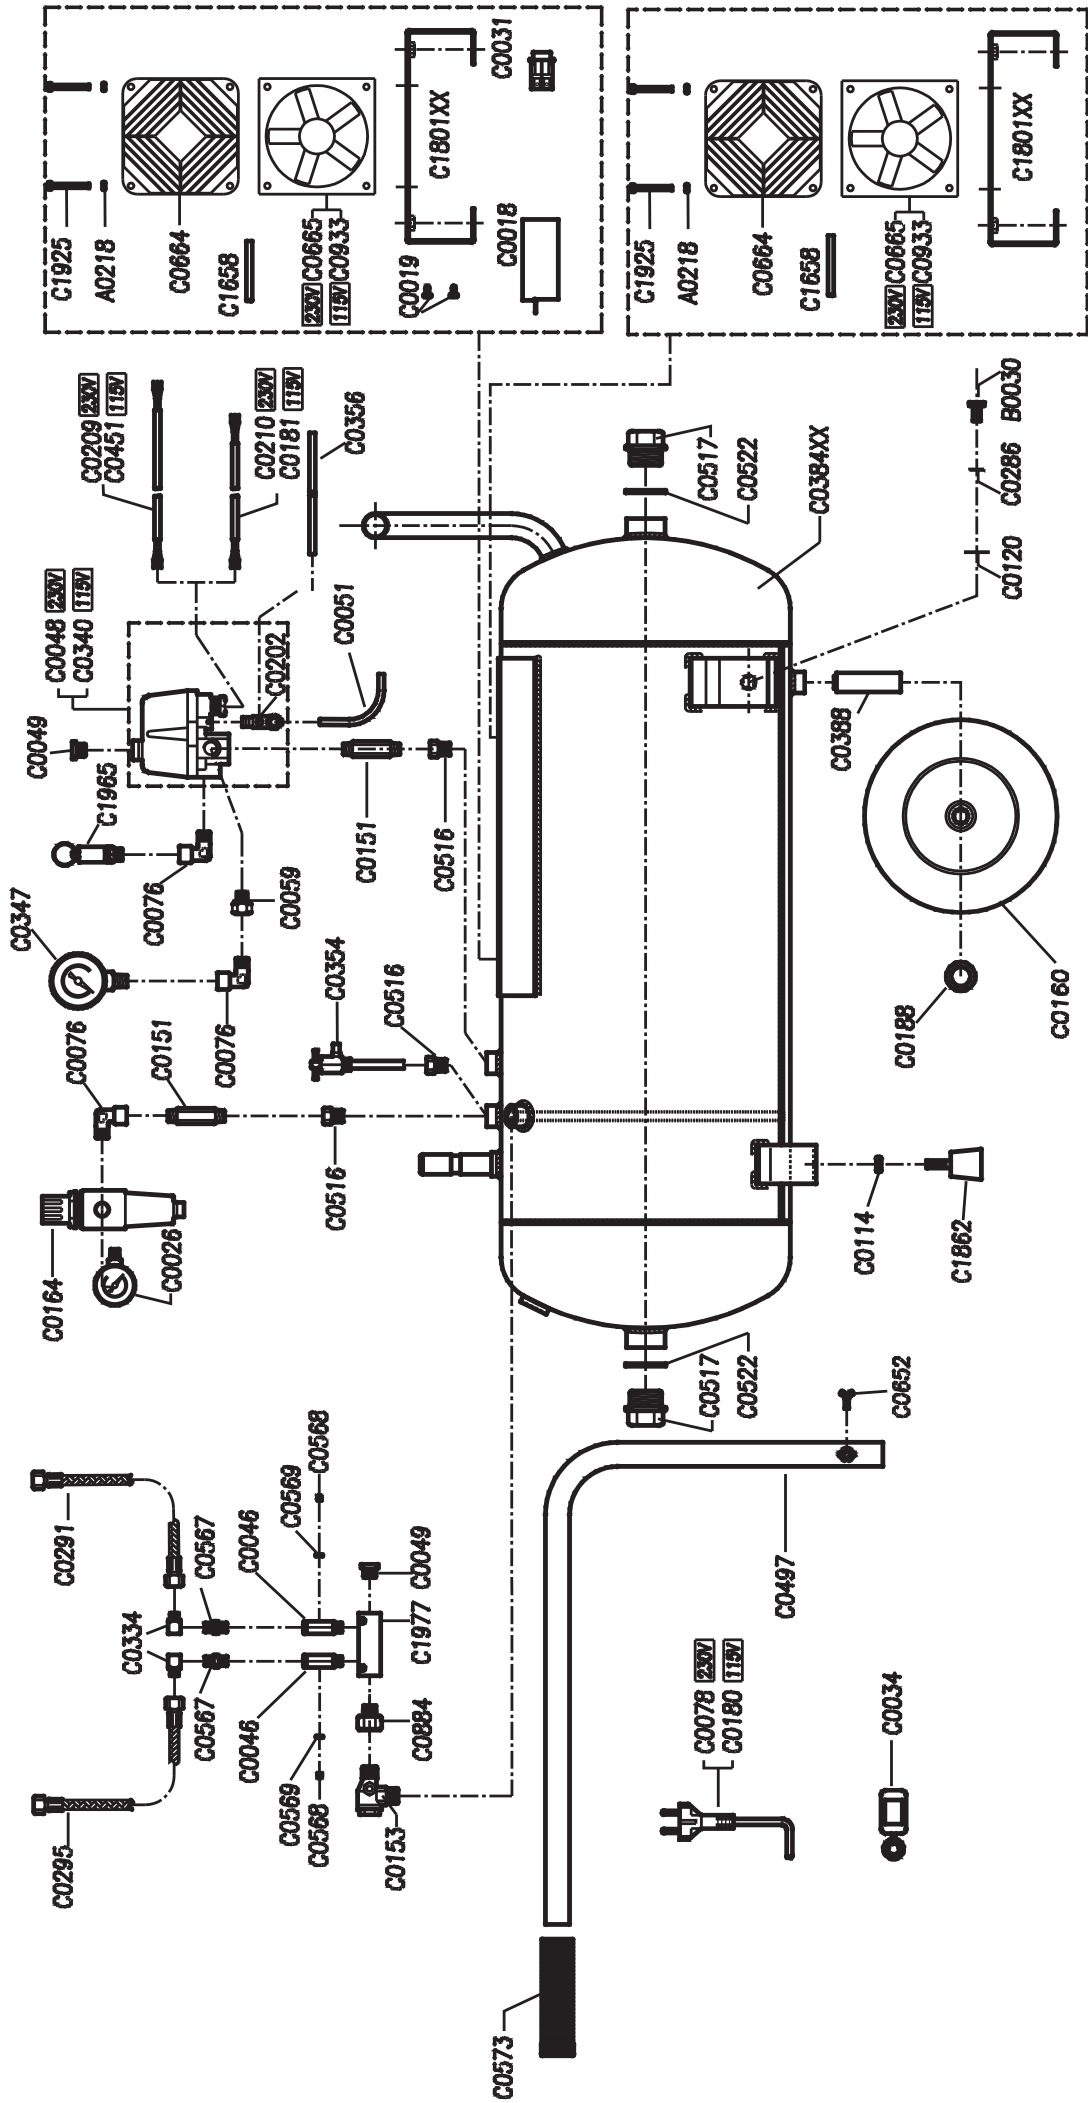 C0295
C0291
C0334
C0567
C0567
C0046
C0046
C0569
C0568
C0569
C0568
C0049
C1977
C0884
C0153
C0164
C0026
C0076
C0151
C0516
C0347
C0076
C0354
C0516
C1965
C0076
C0059
C0049
C0048 230V
C0340 115V
C0202
C0051
C0151
C0516
C0209 230V
C0451 115V
C0210 230V
C0181 115V
C0356
C1925
A0218
C0664
C1658
230V C0665
115V C0933
C0019
C1801XX
C0018
C0031
C1925
A0218
C0664
C1658
230V C0665
115V C0933
C1801XX
C0573
C0497
C0652
C0517
C0522
C0517
C0522
C0384XX
C0078 230V
C0180 115V
C0034
C0114
C1862
C0388
C0188
C0160
C0120
C0286
B0030